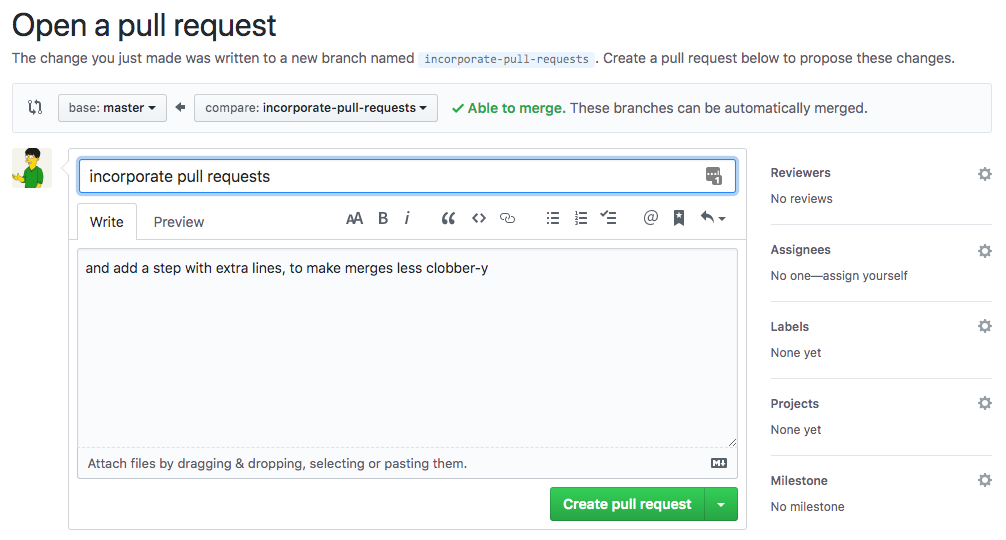 Open a pull request
The change you just made was written to a new branch named incorporate-pull-requests . Create a pull request below to propose these changes.
base: master compare: incorporate-pull-requests Able to merge. These branches can be automatically merged.
incorporate pull requests 1
Write Preview AA B i @
and add a step with extra lines, to make merges less clobber-y
Attach files by dragging & dropping, selecting or pasting them.
Create pull request
Reviewers
No reviews
Assignees
No one—assign yourself
Labels
None yet
Projects
None yet
Milestone
No milestone